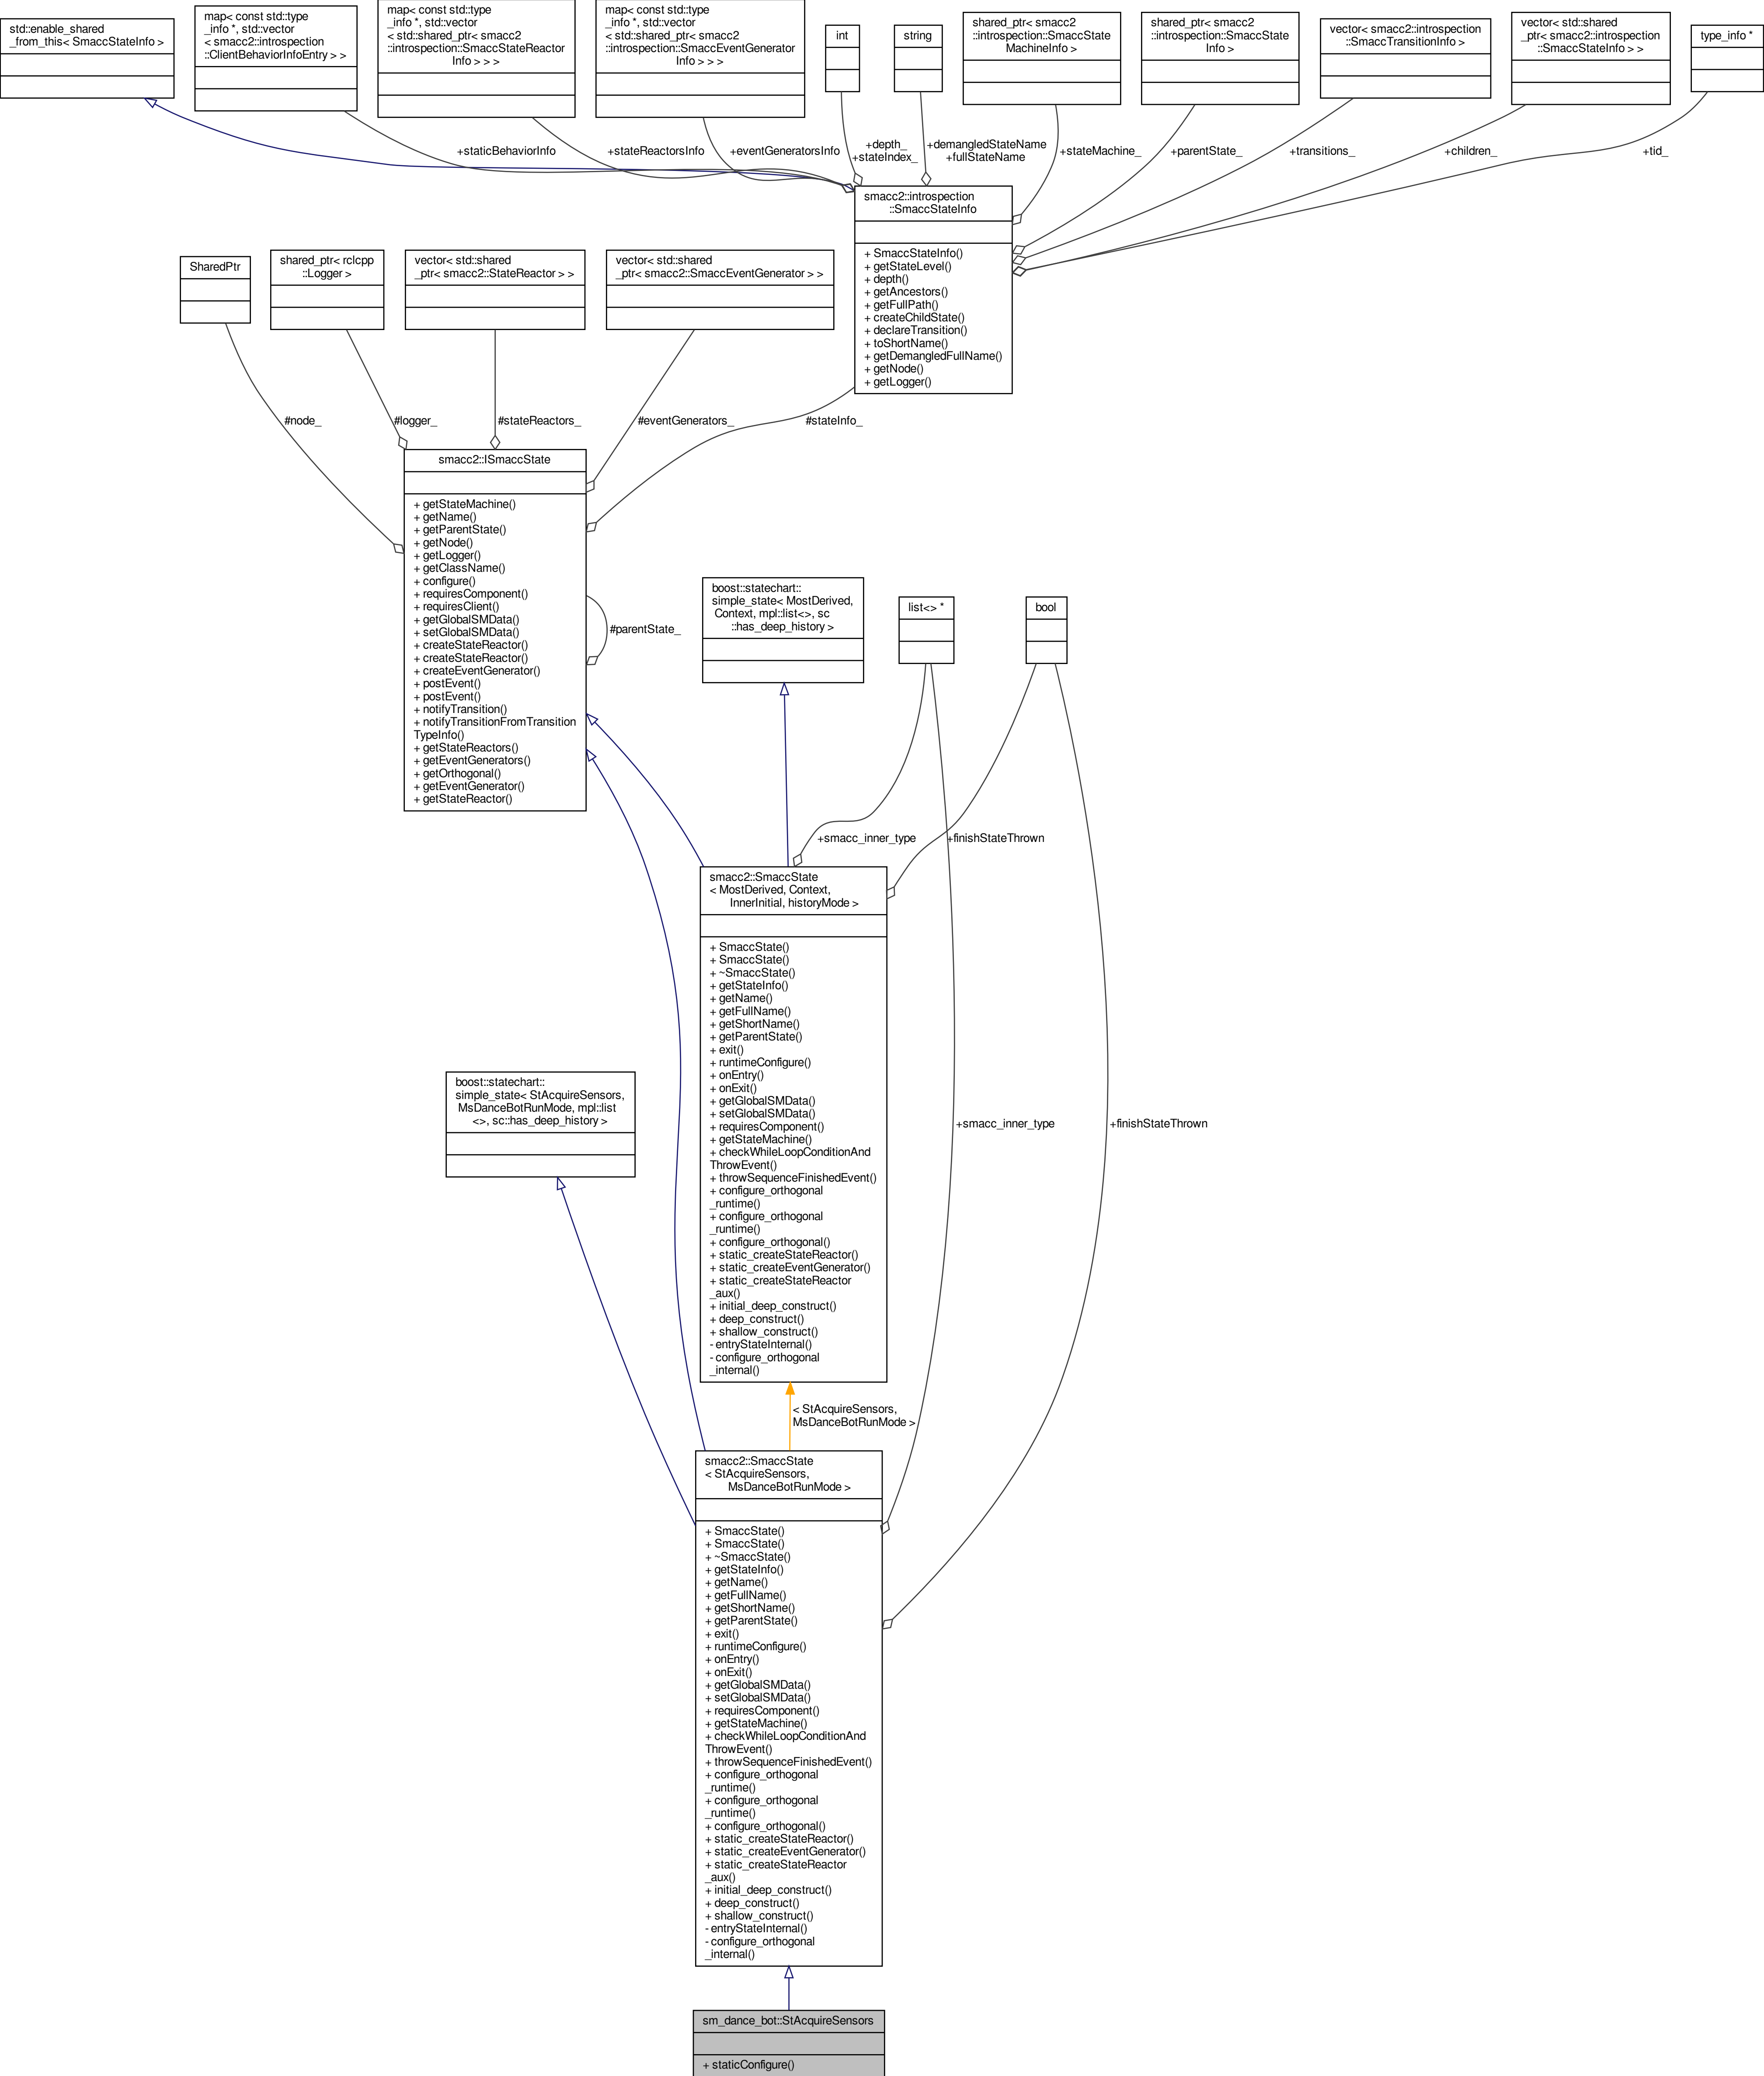 std::enable_shared
_from_this< SmaccStateInfo >
map< const std::type
_info *, std::vector
< smacc2::introspection
::ClientBehaviorInfoEntry > >
map< const std::type
_info *, std::vector
< std::shared_ptr< smacc2
::introspection::SmaccStateReactor
Info > > >
map< const std::type
_info *, std::vector
< std::shared_ptr< smacc2
::introspection::SmaccEventGenerator
Info > > >
int
string
shared_ptr< smacc2
::introspection::SmaccState
MachineInfo >
shared_ptr< smacc2
::introspection::SmaccState
Info >
vector< smacc2::introspection
::SmaccTransitionInfo >
vector< std::shared
_ptr< smacc2::introspection
::SmaccStateInfo > >
type_info *
+staticBehaviorInfo
+stateReactorsInfo
+eventGeneratorsInfo
+depth_
+stateIndex_
+demangledStateName
+fullStateName
+stateMachine_
+parentState_
+transitions_
+children_
+tid_
smacc2::introspection
::SmaccStateInfo
+ SmaccStateInfo()
+ getStateLevel()
+ depth()
+ getAncestors()
+ getFullPath()
+ createChildState()
+ declareTransition()
+ toShortName()
+ getDemangledFullName()
+ getNode()
+ getLogger()
SharedPtr
shared_ptr< rclcpp
::Logger >
vector< std::shared
_ptr< smacc2::StateReactor > >
vector< std::shared
_ptr< smacc2::SmaccEventGenerator > >
#node_
#logger_
#stateReactors_
#eventGenerators_
#stateInfo_
smacc2::ISmaccState
+ getStateMachine()
+ getName()
+ getParentState()
+ getNode()
+ getLogger()
+ getClassName()
+ configure()
+ requiresComponent()
+ requiresClient()
+ getGlobalSMData()
+ setGlobalSMData()
+ createStateReactor()
+ createStateReactor()
+ createEventGenerator()
+ postEvent()
+ postEvent()
+ notifyTransition()
+ notifyTransitionFromTransition
TypeInfo()
+ getStateReactors()
+ getEventGenerators()
+ getOrthogonal()
+ getEventGenerator()
+ getStateReactor()
#parentState_
boost::statechart::
simple_state< MostDerived,
Context, mpl::list<>, sc
::has_deep_history >
list<> *
bool
+smacc_inner_type
+finishStateThrown
smacc2::SmaccState
< MostDerived, Context,
InnerInitial, historyMode >
+ SmaccState()
+ SmaccState()
+ ~SmaccState()
+ getStateInfo()
+ getName()
+ getFullName()
+ getShortName()
+ getParentState()
+ exit()
+ runtimeConfigure()
+ onEntry()
+ onExit()
+ getGlobalSMData()
+ setGlobalSMData()
+ requiresComponent()
+ getStateMachine()
+ checkWhileLoopConditionAnd
ThrowEvent()
+ throwSequenceFinishedEvent()
+ configure_orthogonal
_runtime()
+ configure_orthogonal
_runtime()
+ configure_orthogonal()
+ static_createStateReactor()
+ static_createEventGenerator()
+ static_createStateReactor
_aux()
+ initial_deep_construct()
+ deep_construct()
+ shallow_construct()
- entryStateInternal()
- configure_orthogonal
_internal()
boost::statechart::
simple_state< StAcquireSensors,
MsDanceBotRunMode, mpl::list
<>, sc::has_deep_history >
+smacc_inner_type
+finishStateThrown
< StAcquireSensors,
MsDanceBotRunMode >
smacc2::SmaccState
< StAcquireSensors,
MsDanceBotRunMode >
+ SmaccState()
+ SmaccState()
+ ~SmaccState()
+ getStateInfo()
+ getName()
+ getFullName()
+ getShortName()
+ getParentState()
+ exit()
+ runtimeConfigure()
+ onEntry()
+ onExit()
+ getGlobalSMData()
+ setGlobalSMData()
+ requiresComponent()
+ getStateMachine()
+ checkWhileLoopConditionAnd
ThrowEvent()
+ throwSequenceFinishedEvent()
+ configure_orthogonal
_runtime()
+ configure_orthogonal
_runtime()
+ configure_orthogonal()
+ static_createStateReactor()
+ static_createEventGenerator()
+ static_createStateReactor
_aux()
+ initial_deep_construct()
+ deep_construct()
+ shallow_construct()
- entryStateInternal()
- configure_orthogonal
_internal()
sm_dance_bot::StAcquireSensors
+ staticConfigure()